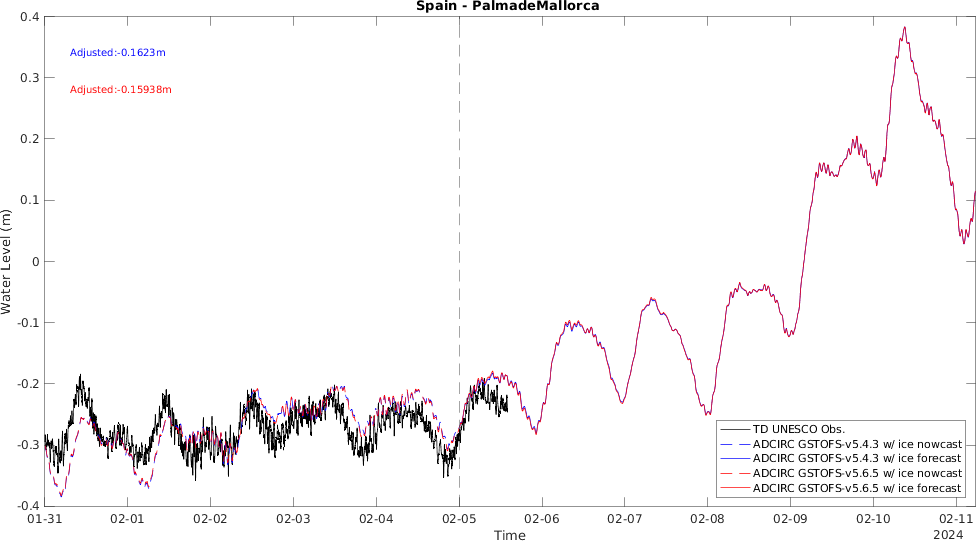 Spain - PalmadeMallorca
0.4
0.3
0.2
0.1
0
-0.1
-0.2
-0.3
-0.4
Water Level (m)
Adjusted:-0.1623m
Adjusted:-0.15938m
TD UNESCO Obs.
ADCIRC GSTOFS-v5.4.3 w/ ice nowcast
ADCIRC GSTOFS-v5.4.3 w/ ice forecast
ADCIRC GSTOFS-v5.6.5 w/ ice nowcast
ADCIRC GSTOFS-v5.6.5 w/ ice forecast
01-31 02-01 02-02 02-03 02-04 02-05 02-06 02-07 02-08 02-09 02-10 02-11
Time
2024